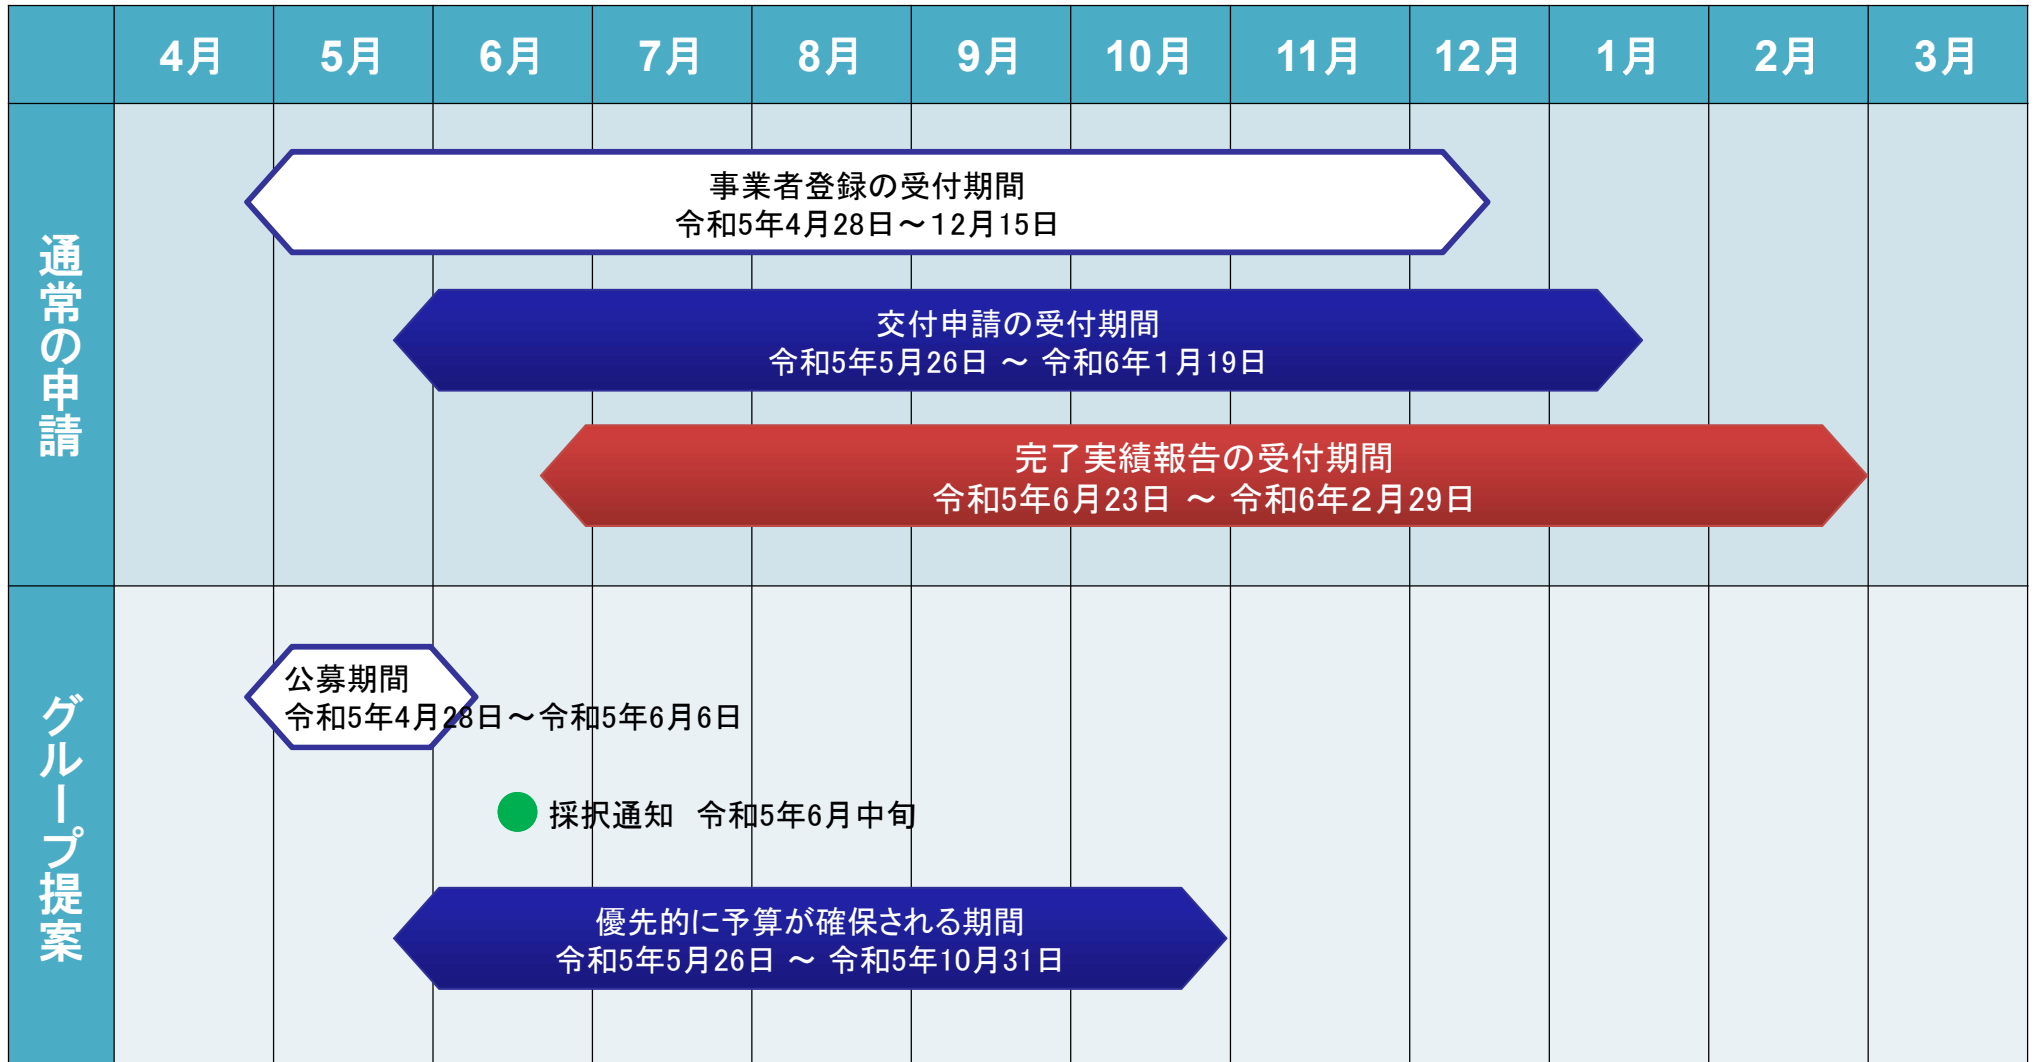 4月 5月 6月 7月 8月 9月 10月 11月 12月 1月 2月 3月
通常の申請
事業者登録の受付期間
令和5年4月28日～12月15日
交付申請の受付期間
令和5年5月26日 ～ 令和6年1月19日
完了実績報告の受付期間
令和5年6月23日 ～ 令和6年２月29日
グループ提案
公募期間
令和5年4月28日～令和5年6月6日
採択通知　令和5年6月中旬
優先的に予算が確保される期間
令和5年5月26日 ～ 令和5年10月31日